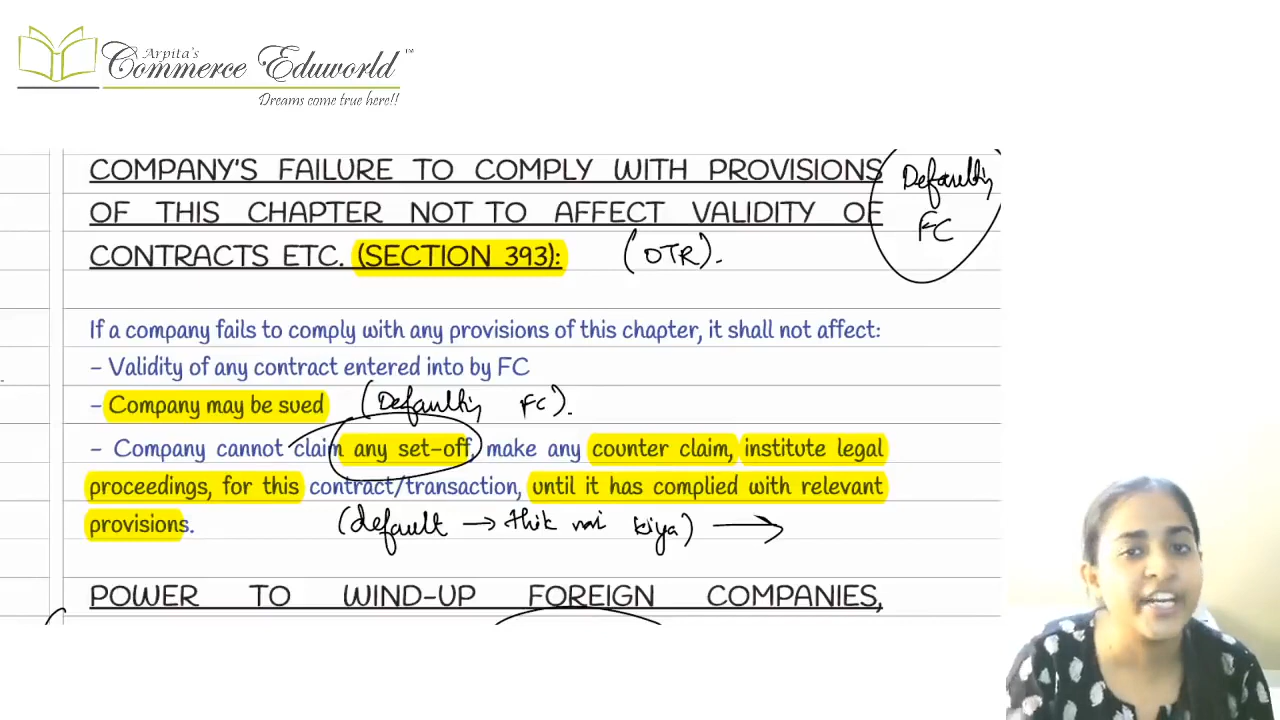 Arpita's
Commerce Eduworld™
Dreams come true here!!
COMPANY'S FAILURE TO COMPLY WITH PROVISIONS
OF THIS CHAPTER NOT TO AFFECT VALIDITY OF
CONTRACTS ETC. (SECTION 393): (OTR).
Defaulting
FC
If a company fails to comply with any provisions of this chapter, it shall not affect:
- Validity of any contract entered into by FC
- Company may be sued (Defaulting FC).
- Company cannot claim any set-off, make any counter claim, institute legal
proceedings, for this contract/transaction, until it has complied with relevant
provisions. (default → thik nai kiya) →
POWER TO WIND-UP FOREIGN COMPANIES,